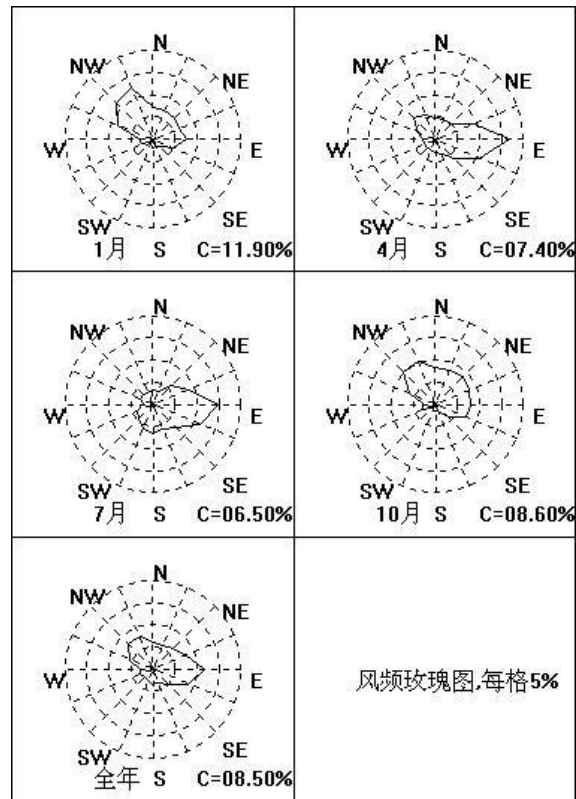 N
NW
NE
W
E
SW
SE
1月 S C=11.90%
N
NW
NE
W
E
SW
SE
4月 S C=07.40%
N
NW
NE
W
E
SW
SE
7月 S C=06.50%
N
NW
NE
W
E
SW
SE
10月 S C=08.60%
N
NW
NE
W
E
SW
SE
全年 S C=08.50%
风频玫瑰图,每格5%